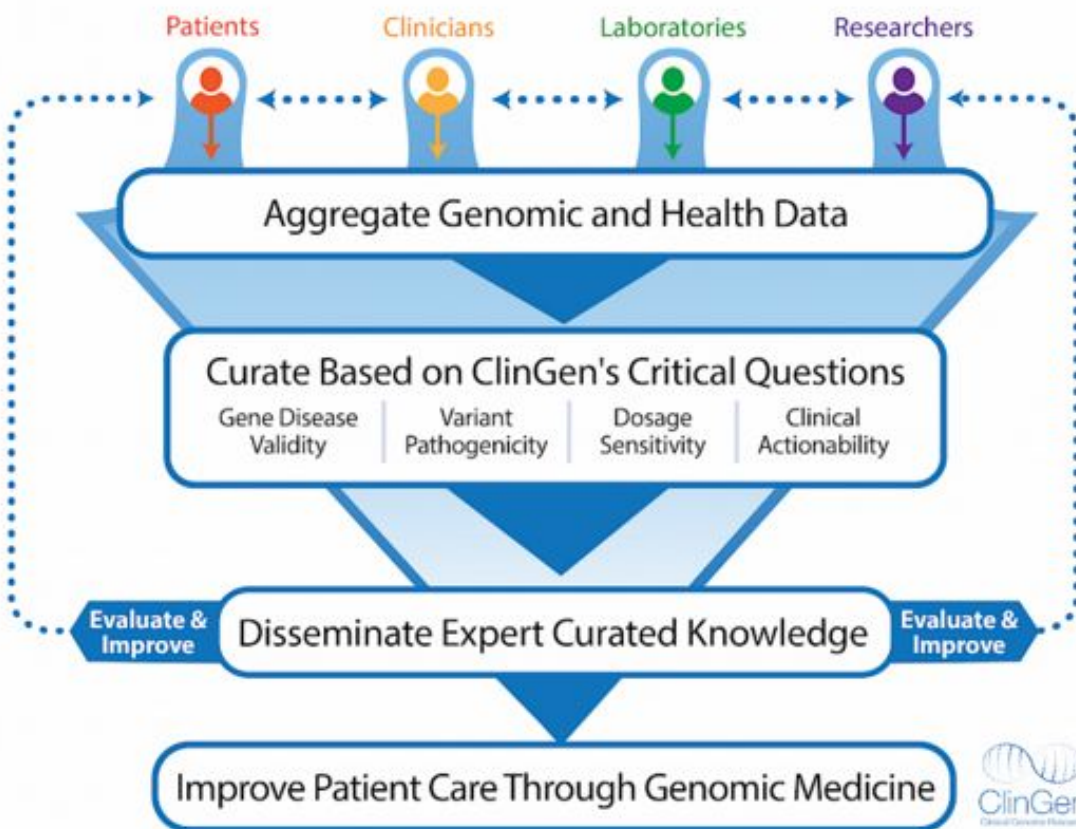 Patients Clinicians Laboratories Researchers
Aggregate Genomic and Health Data
Curate Based on ClinGen's Critical Questions
Gene Disease Variant Dosage Clinical
Validity Pathogenicity Sensitivity Actionability
Evaluate & Evaluate &
Improve Disseminate Expert Curated Knowledge Improve
Improve Patient Care Through Genomic Medicine
ClinGen
Clinical Genome